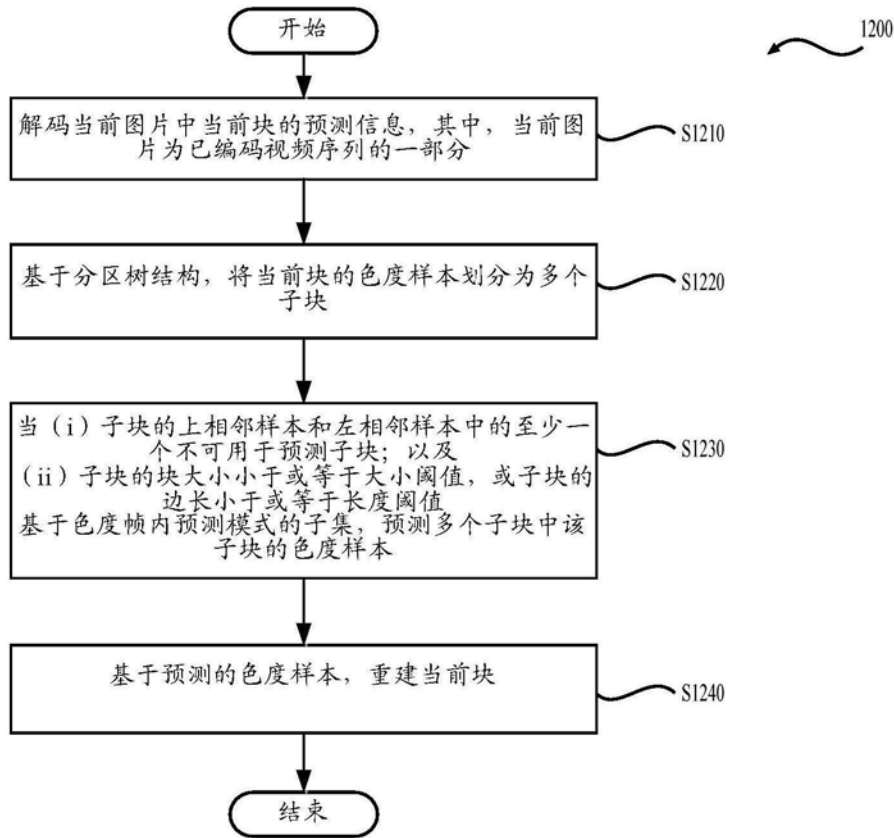 开始
1200
解码当前图片中当前块的预测信息，其中，当前图
片为已编码视频序列的一部分
S1210
基于分区树结构，将当前块的色度样本划分为多个
子块
S1220
当（i）子块的上相邻样本和左相邻样本中的至少一
个不可用于预测子块；以及
（ii）子块的块大小小于或等于大小阈值，或子块的
边长小于或等于长度阈值
基于色度帧内预测模式的子集，预测多个子块中该
子块的色度样本
S1230
基于预测的色度样本，重建当前块
S1240
结束